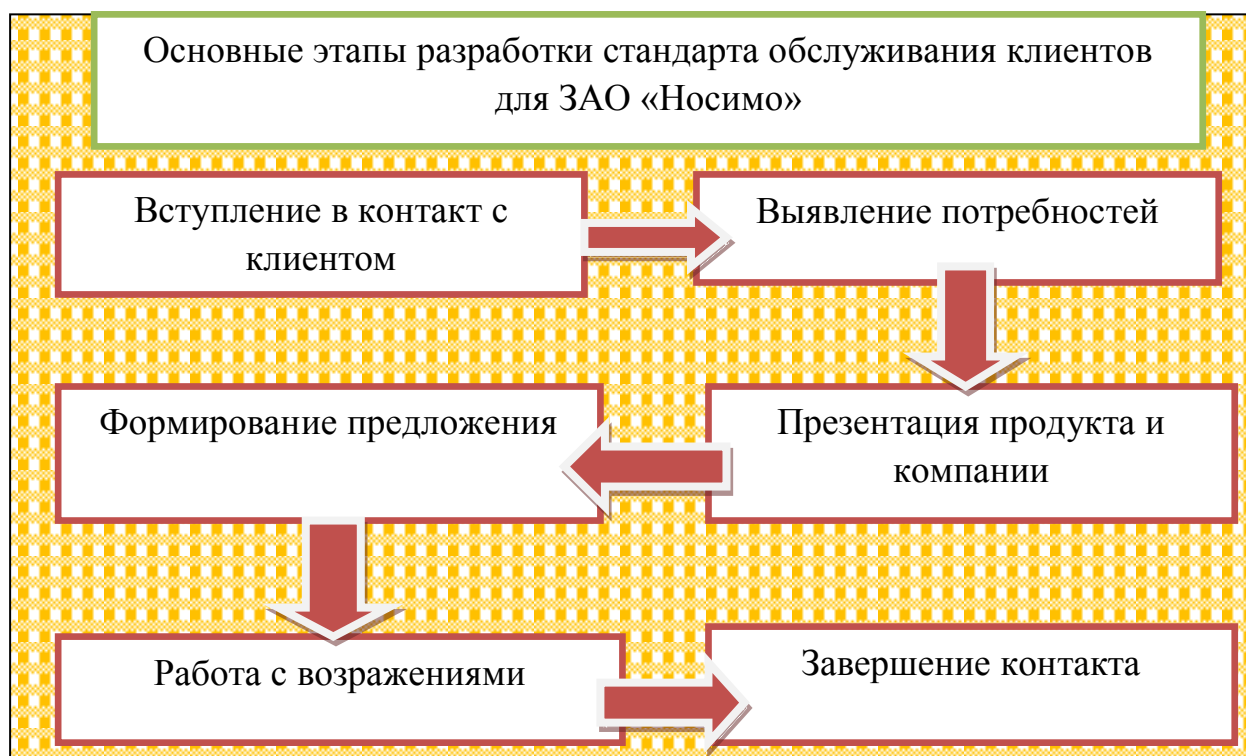 Основные этапы разработки стандарта обслуживания клиентов
для ЗАО «Носимо»
Вступление в контакт с
клиентом
Выявление потребностей
Презентация продукта и
компании
Формирование предложения
Работа с возражениями
Завершение контакта